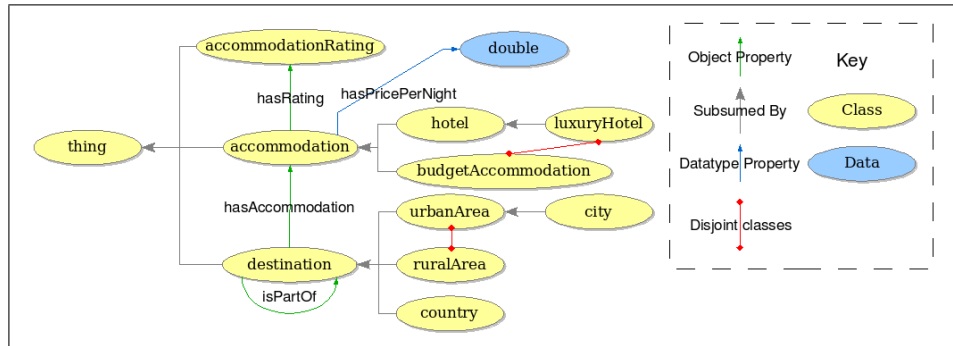 accommodationRating
double
hasRating
hasPricePerNight
thing
accommodation
hotel
luxuryHotel
budgetAccommodation
hasAccommodation
urbanArea
city
destination
ruralArea
isPartOf
country
Object Property
Key
Subsumed By
Class
Datatype Property
Data
Disjoint classes